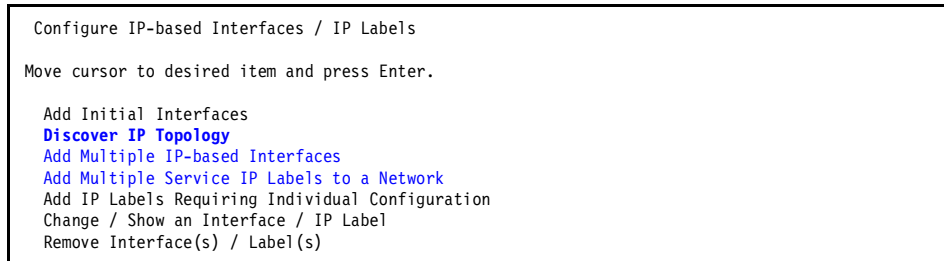 Configure IP-based Interfaces / IP Labels
Move cursor to desired item and press Enter.
Add Initial Interfaces
Discover IP Topology
Add Multiple IP-based Interfaces
Add Multiple Service IP Labels to a Network
Add IP Labels Requiring Individual Configuration
Change / Show an Interface / IP Label
Remove Interface(s) / Label(s)